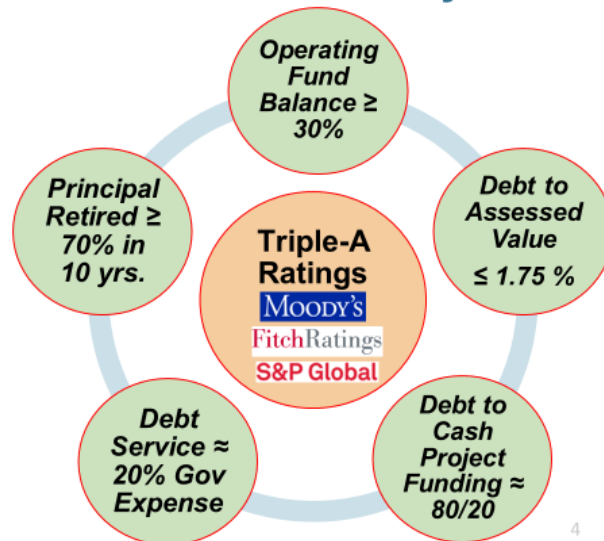 Operating
Fund
Balance ≥
30%
Principal
Retired ≥
70% in
10 yrs.
Triple-A
Ratings
MOODY'S
FitchRatings
S&P Global
Debt to
Assessed
Value
≤ 1.75 %
Debt
Service ≈
20% Gov
Expense
Debt to
Cash
Project
Funding ≈
80/20
4